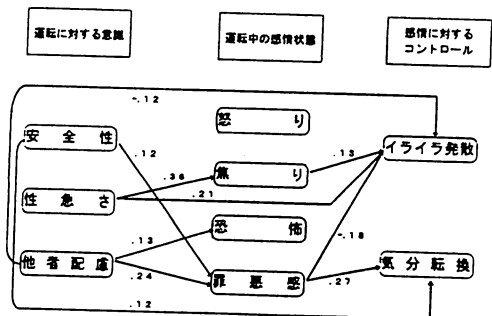 運転に対する意識
運転中の感情状態
感情に対する
コントロール
-.12
怒り
安全性
.12
イライラ発散
.13
.36
焦り
性急さ
.21
恐怖
.13
-.18
他者配慮
気分転換
.24
罪悪感
.27
.12